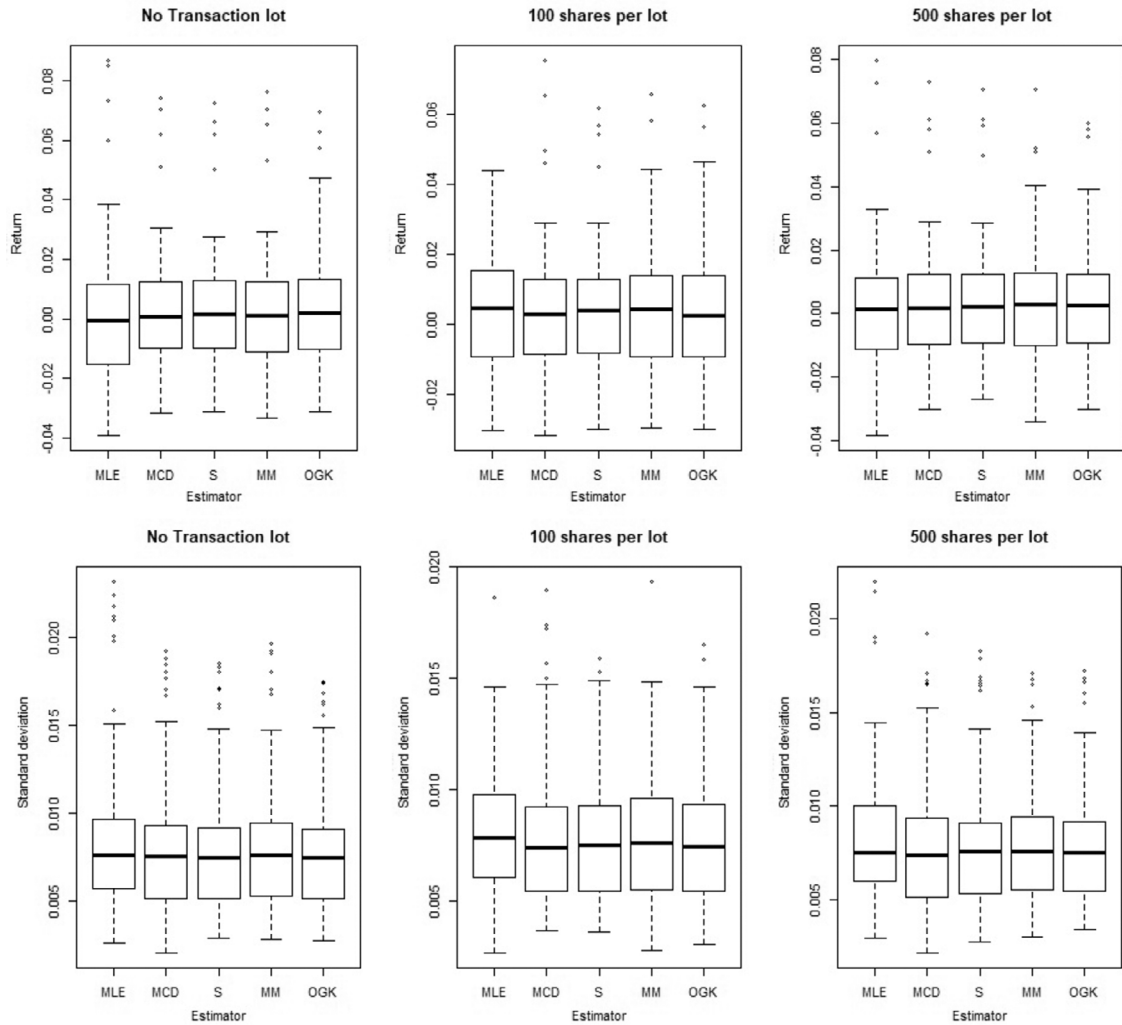 No Transaction lot
100 shares per lot
500 shares per lot
Return
-0.04 -0.02 0.00 0.02 0.04 0.06 0.08
MLE MCD S MM OGK
Estimator
Return
-0.02 0.00 0.02 0.04 0.06
MLE MCD S MM OGK
Estimator
Return
-0.04 -0.02 0.00 0.02 0.04 0.06 0.08
MLE MCD S MM OGK
Estimator
No Transaction lot
100 shares per lot
500 shares per lot
Standard deviation
0.005 0.010 0.015 0.020
MLE MCD S MM OGK
Estimator
Standard deviation
0.005 0.010 0.015 0.020
MLE MCD S MM OGK
Estimator
Standard deviation
0.005 0.010 0.015 0.020
MLE MCD S MM OGK
Estimator